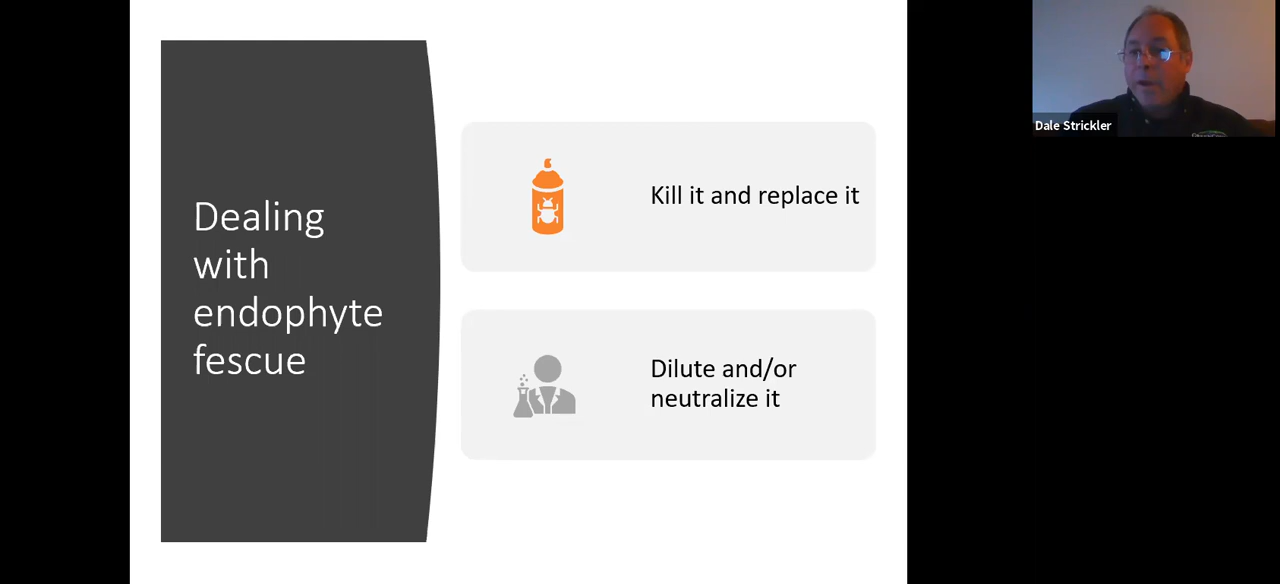 Dealing
with
endophyte
fescue
Kill it and replace it
Dilute and/or
neutralize it
Dale Strickler